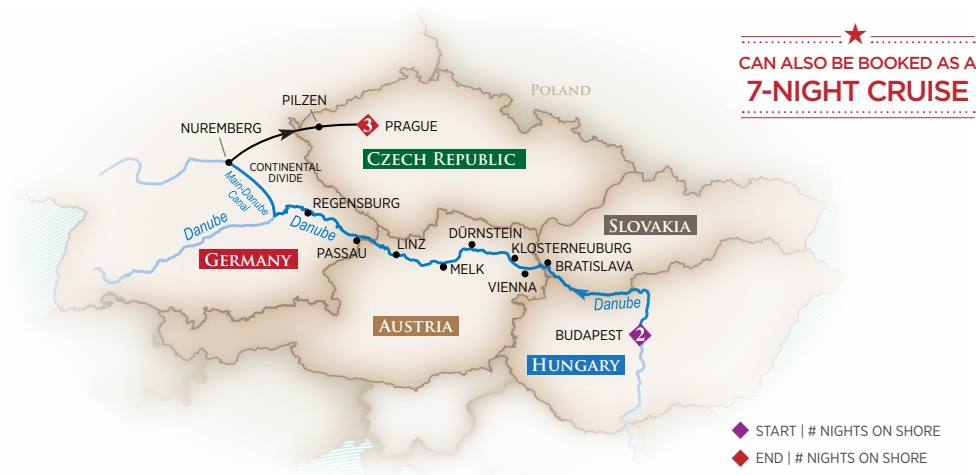 CAN ALSO BE BOOKED AS A
7-NIGHT CRUISE
POLAND
PILZEN
3
PRAGUE
NUREMBERG
CZECH REPUBLIC
CONTINENTAL
DIVIDE
Main-Danube
Canal
REGENSBURG
Danube
Danube
SLOVAKIA
DÜRNSTEIN
LINZ
KLOSTERNEUBURG
PASSAU
GERMANY
MELK
BRATISLAVA
VIENNA
Danube
AUSTRIA
BUDAPEST
2
HUNGARY
START | # NIGHTS ON SHORE
END | # NIGHTS ON SHORE